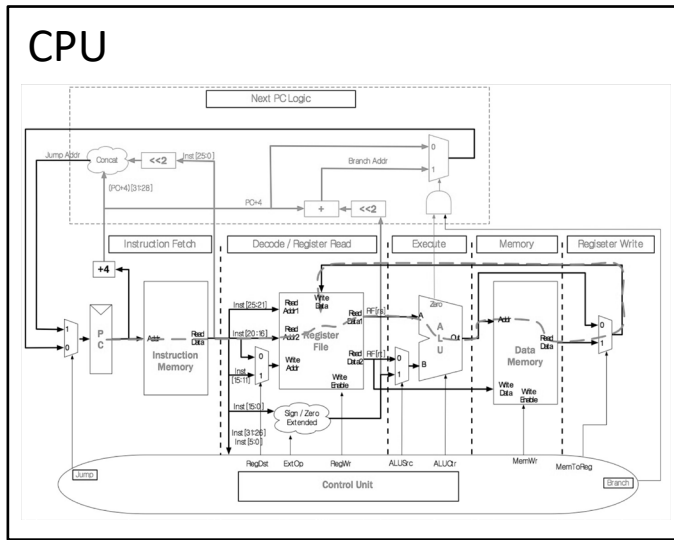 CPU
Next PC Logic
Jump Addr
Concat
<<2
Inst [25:0]
0
1
Branch Addr
[PC+4] [31:28]
PC+4
+
<<2
Instruction Fetch
Decode / Register Read
Execute
Memory
Regiseter Write
+4
1
0
P
C
Addr
Read
Data
Instruction
Memory
Inst [25:21]
Inst [20:16]
Inst
[15:11]
Inst [15:0]
Inst [31:26]
Inst [5:0]
0
1
Read
Addr1
Read
Addr2
Write
Addr
Write
Data
Read
Data1
Register
File
Read
Data2
Write
Enable
RF[rs]
RF[rt]
Sign / Zero
Extended
0
1
A
B
Zero
A
L
U
Out
Addr
Read
Data
Data
Memory
Write
Data
Write
Enable
0
1
Jump
RegDst
ExtOp
RegWr
ALUSrc
ALUCtr
MemWr
MemToReg
Branch
Control Unit